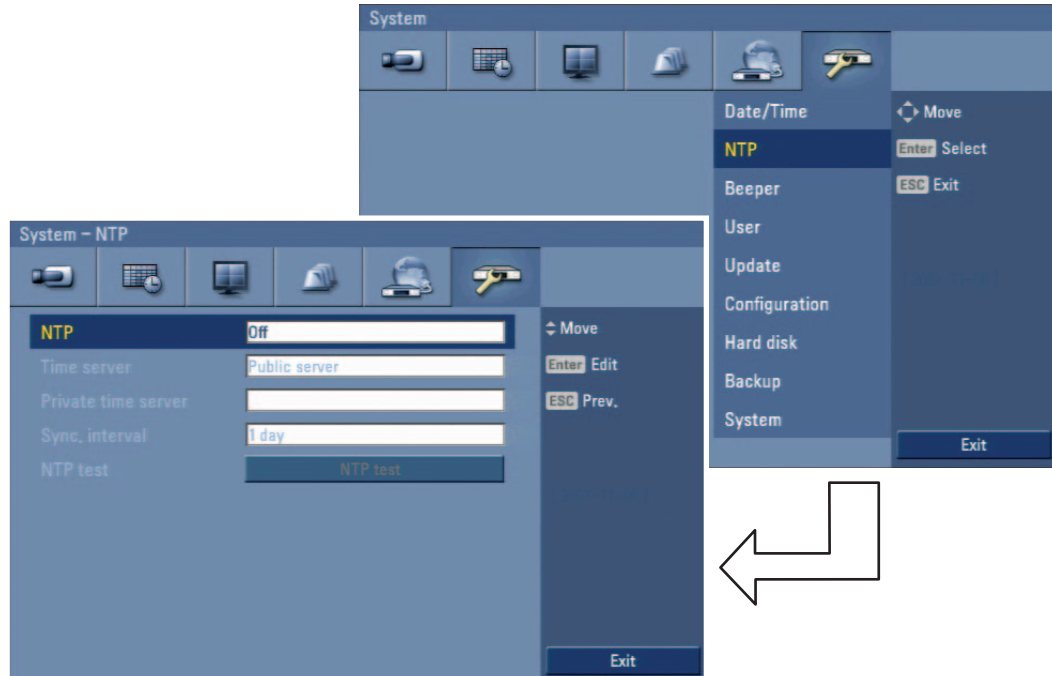 System
Date/Time
NTP
Beeper
User
Update
Configuration
Hard disk
Backup
System
Move
Enter Select
ESC Exit
Exit
System – NTP
NTP Off
Time server Public server
Private time server
Sync. interval 1 day
NTP test NTP test
Move
Enter Edit
ESC Prev.
Exit